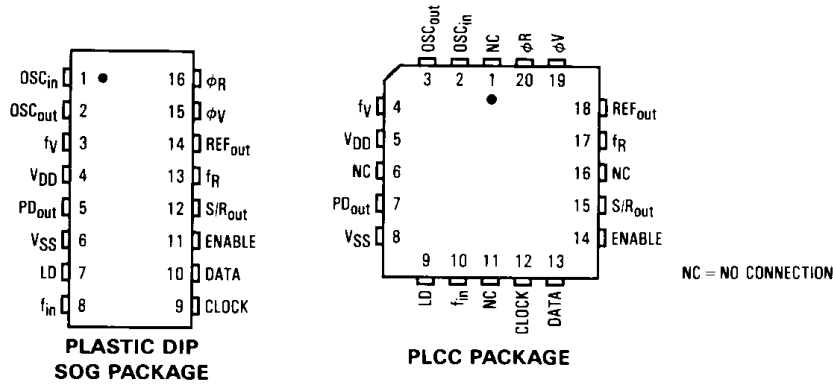 OSCin 1 16 φR
OSCout 2 15 φV
fV 3 14 REFout
VDD 4 13 fR
PDout 5 12 S/Rout
VSS 6 11 ENABLE
LD 7 10 DATA
fin 8 9 CLOCK
PLASTIC DIP
SOG PACKAGE
OSCout OSCin NC φR φV
3 2 1 20 19
fV 4 18 REFout
VDD 5 17 fR
NC 6 16 NC
PDout 7 15 S/Rout
VSS 8 14 ENABLE
9 10 11 12 13
LD fin NC CLOCK DATA
PLCC PACKAGE
NC = NO CONNECTION